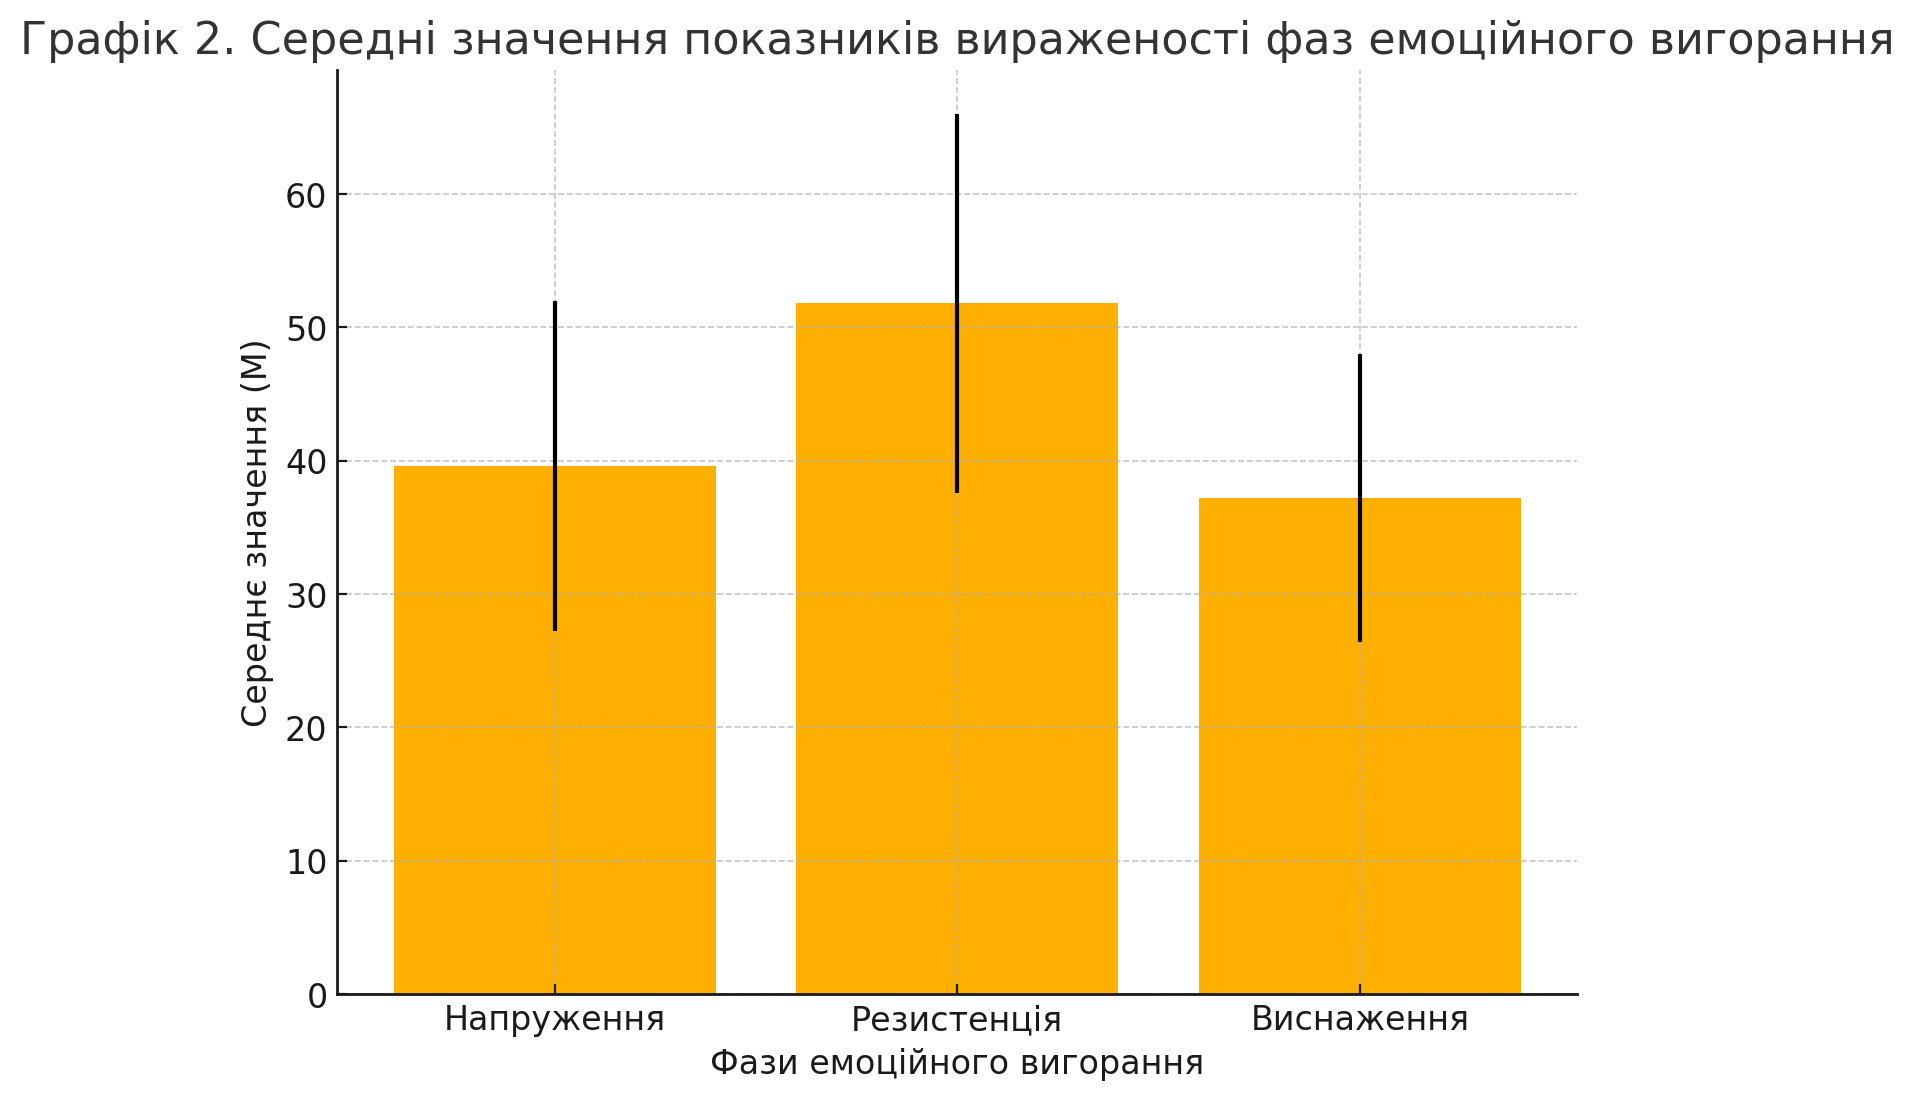 Графік 2. Середні значення показників вираженості фаз емоційного вигорання
Середнє значення (M)
60
50
40
30
20
10
0
Напруження Резистенція Виснаження
Фази емоційного вигорання